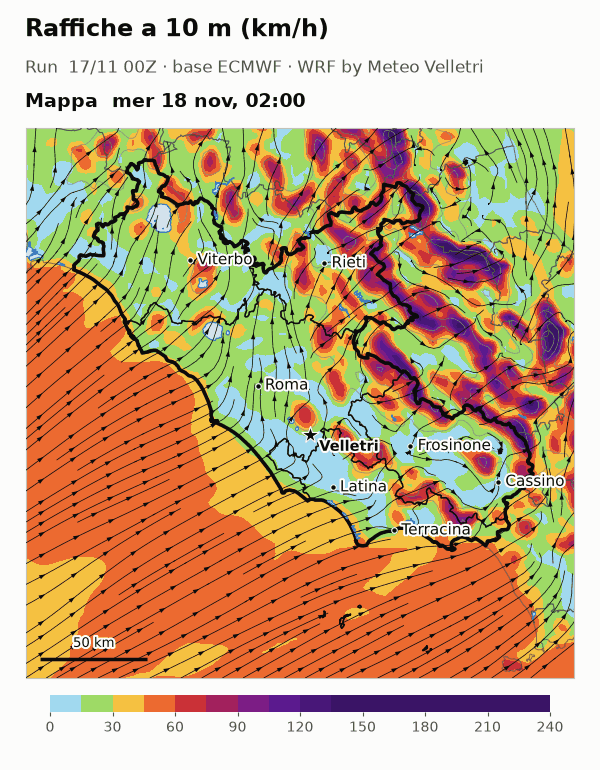 Raffiche a 10 m (km/h)
Run  17/11 00Z · base ECMWF · WRF by Meteo Velletri
Mappa  mer 18 nov, 02:00
Viterbo
Rieti
Roma
Velletri
Frosinone
Latina
Cassino
Terracina
50 km
0 30 60 90 120 150 180 210 240